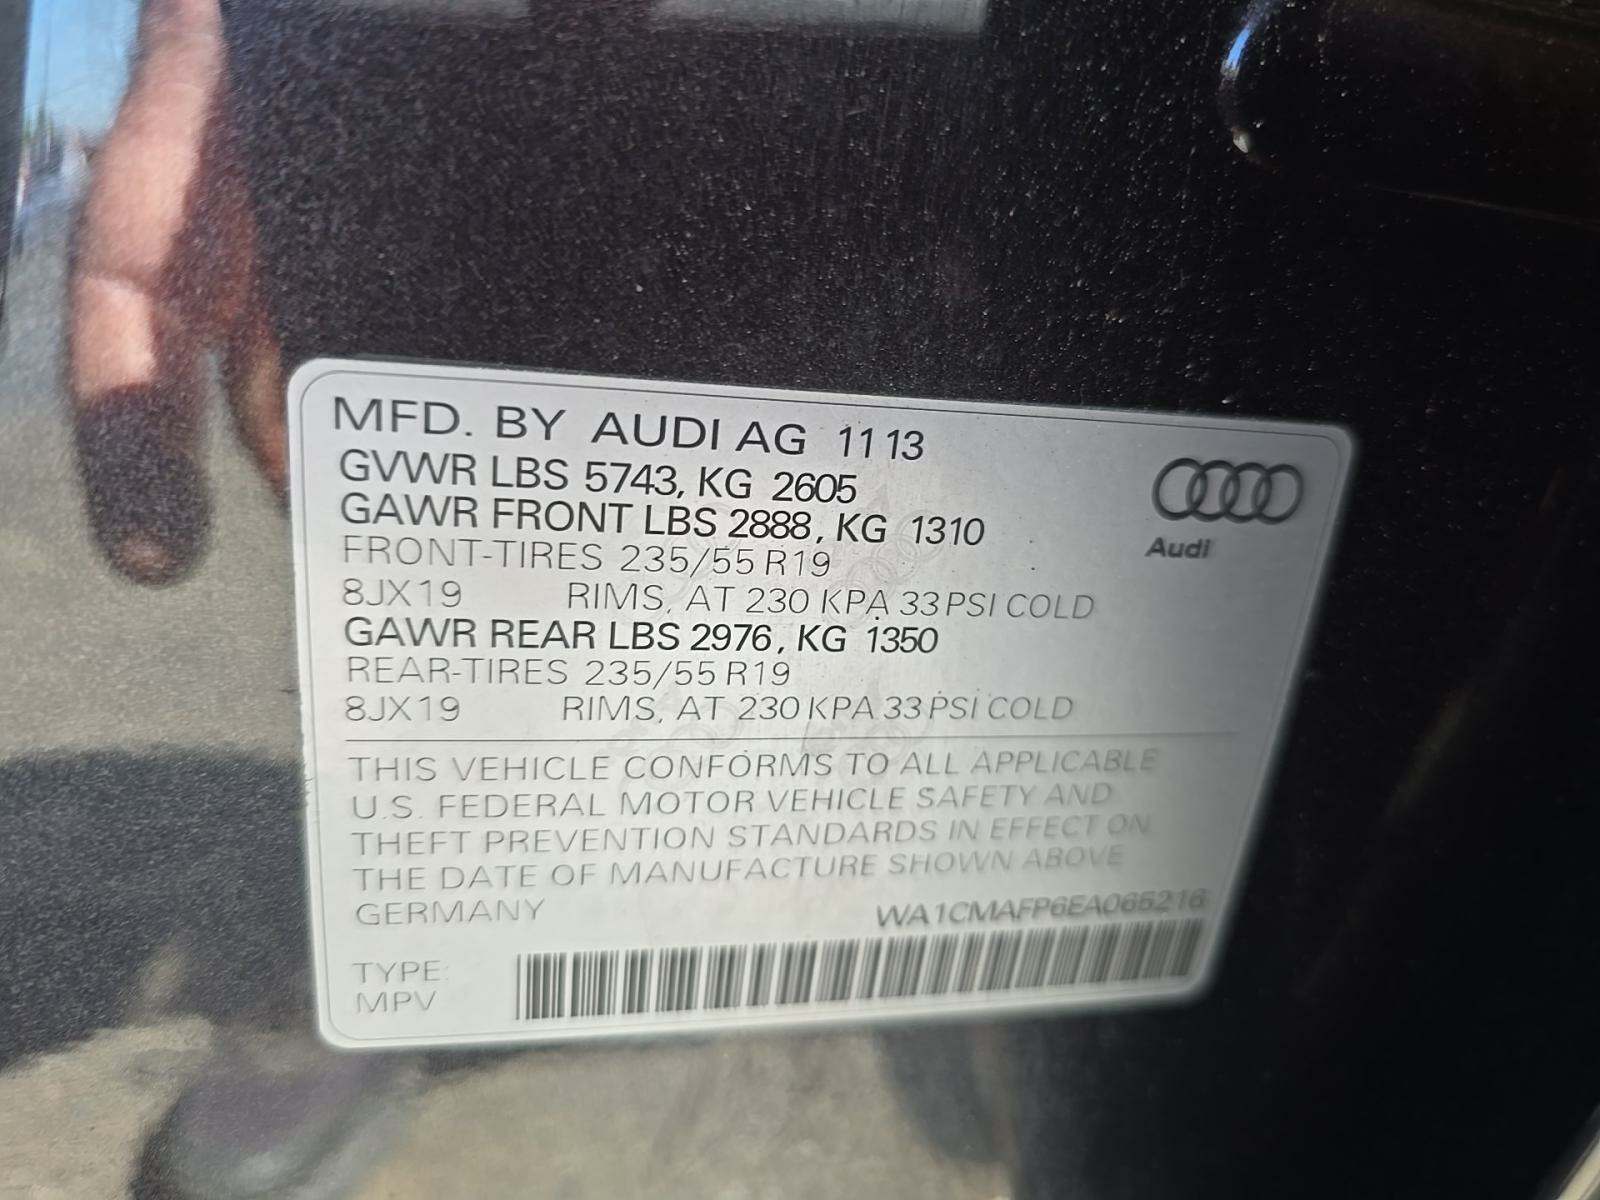 MFD. BY AUDI AG 11 13
GVWR LBS 5743, KG 2605
GAWR FRONT LBS 2888, KG 1310
FRONT-TIRES 235/55 R19
8JX19 RIMS, AT 230 KPA 33 PSI COLD
GAWR REAR LBS 2976, KG 1350
REAR-TIRES 235/55 R19
8JX19 RIMS, AT 230 KPA 33 PSI COLD
Audi
THIS VEHICLE CONFORMS TO ALL APPLICABLE
U.S. FEDERAL MOTOR VEHICLE SAFETY AND
THEFT PREVENTION STANDARDS IN EFFECT ON
THE DATE OF MANUFACTURE SHOWN ABOVE
GERMANY WA1CMAFP6EA065216
TYPE:
MPV